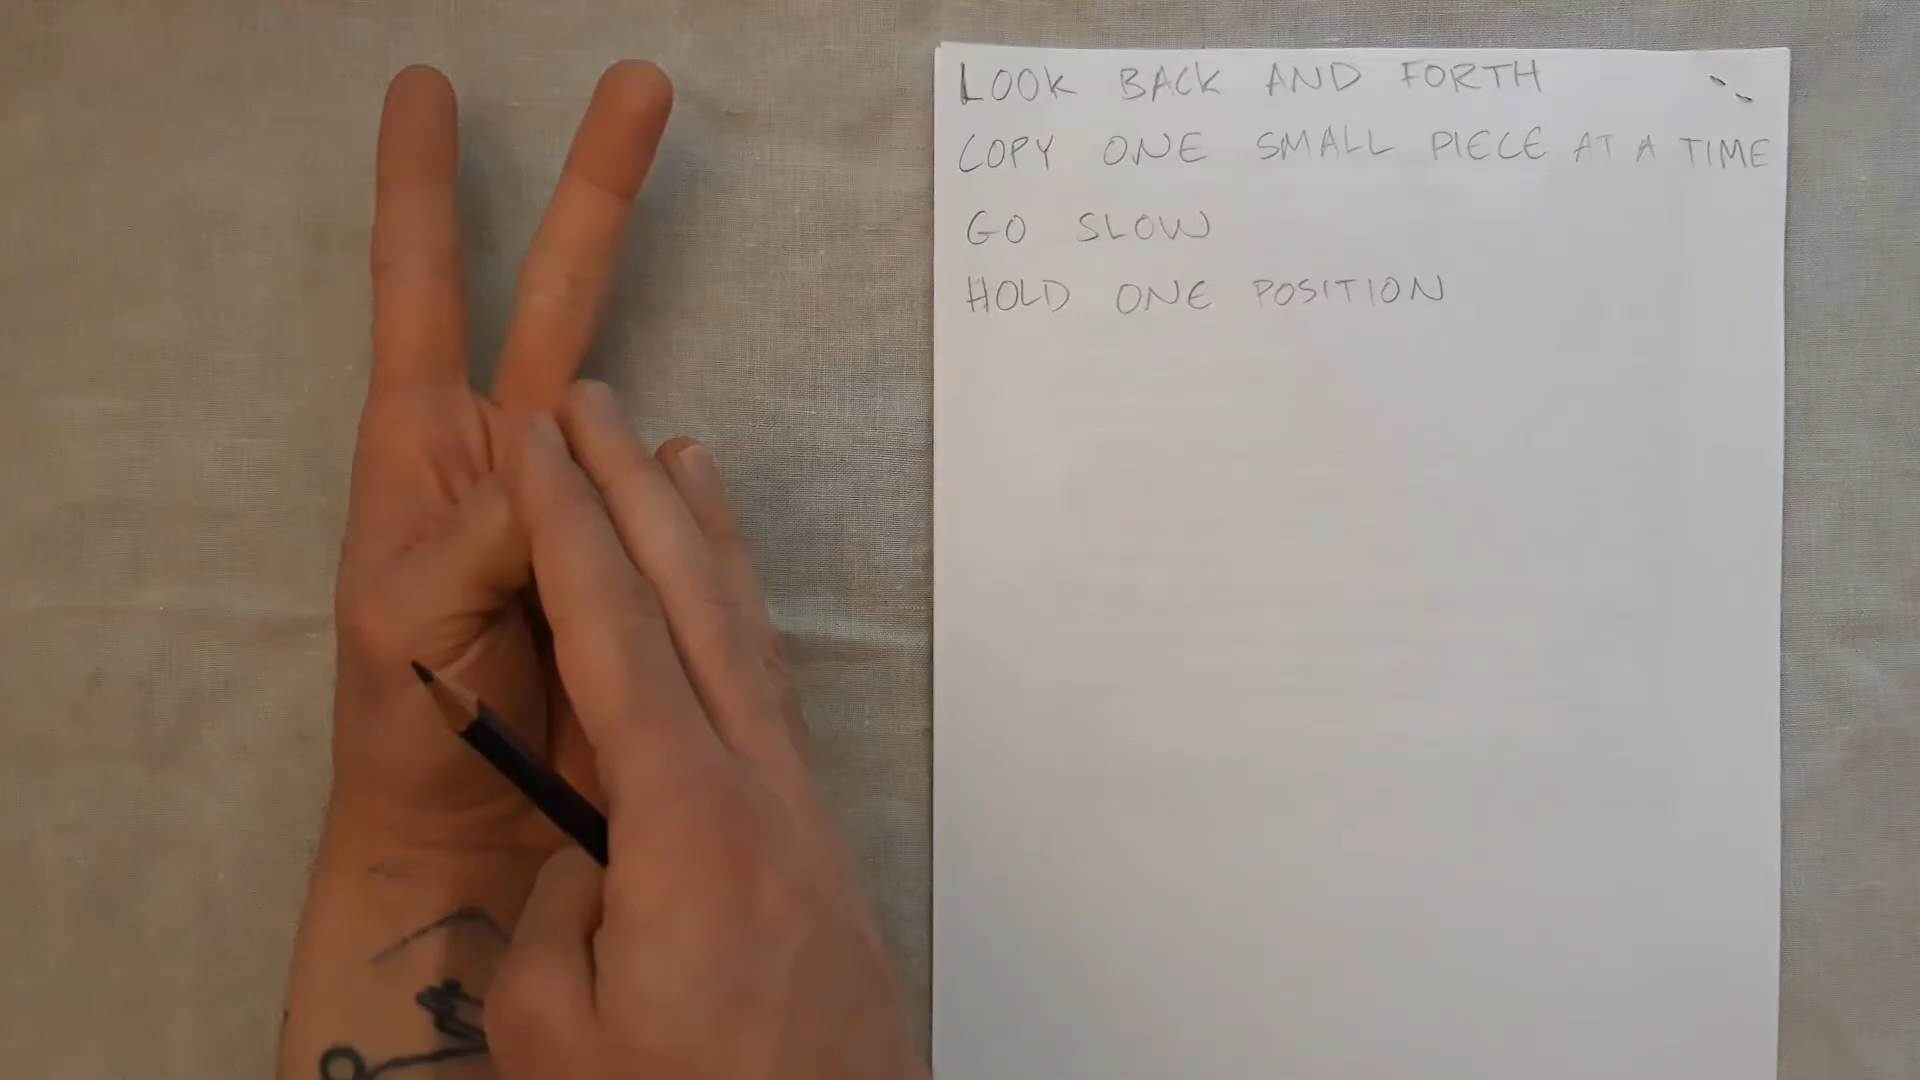 LOOK BACK AND FORTH
COPY ONE SMALL PIECE AT A TIME
GO SLOW
HOLD ONE POSITION